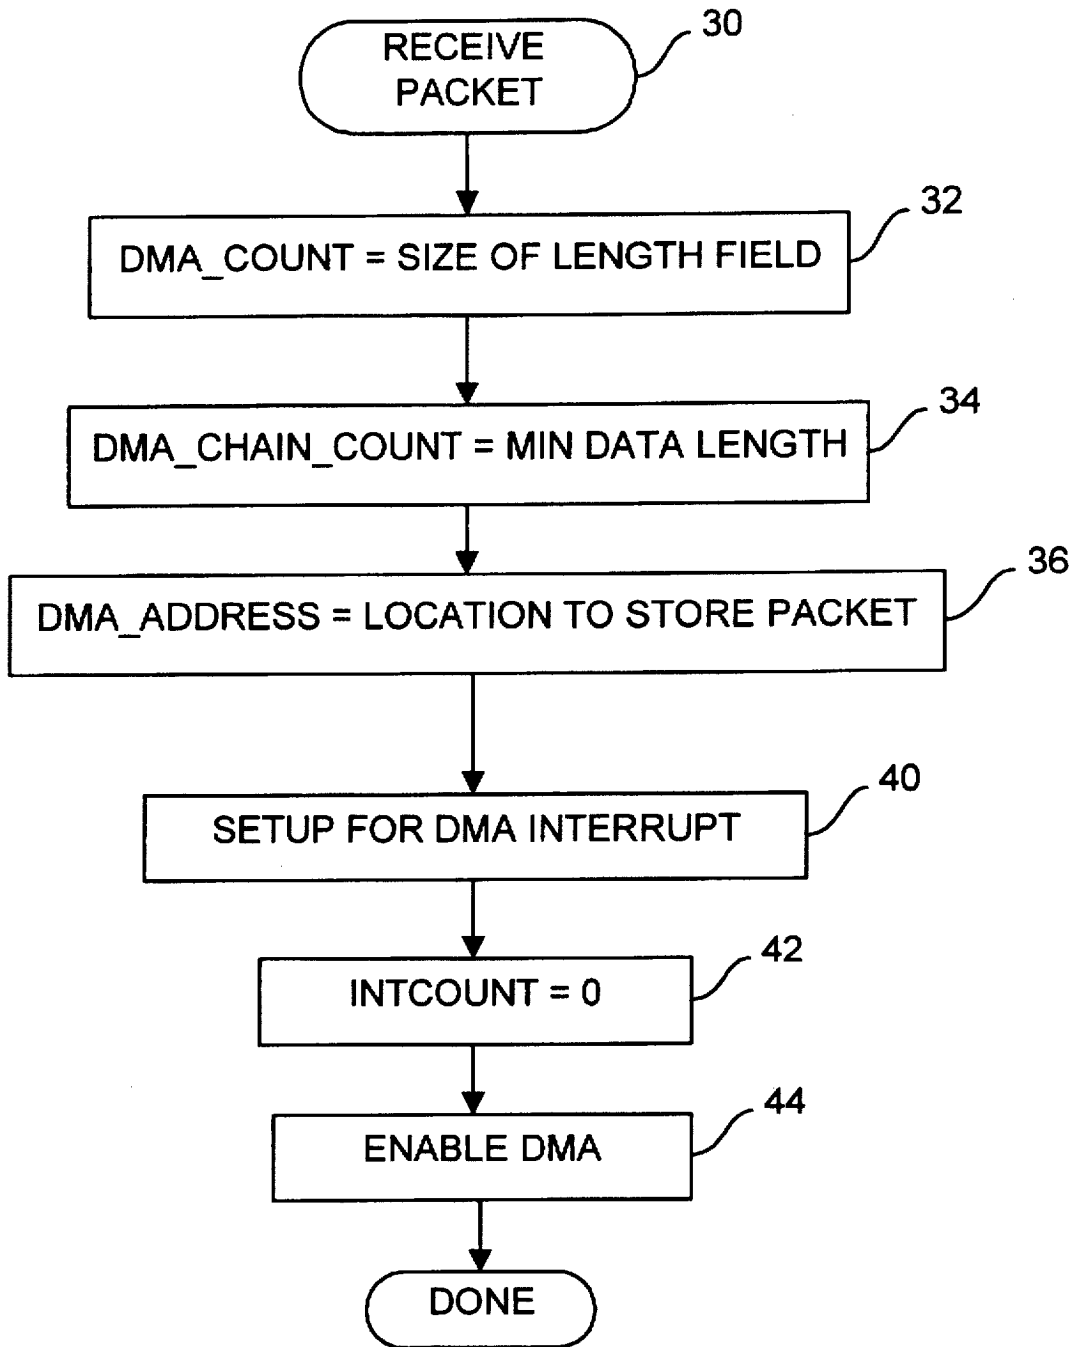 RECEIVE
PACKET
30
DMA_COUNT = SIZE OF LENGTH FIELD
32
DMA_CHAIN_COUNT = MIN DATA LENGTH
34
DMA_ADDRESS = LOCATION TO STORE PACKET
36
SETUP FOR DMA INTERRUPT
40
INTCOUNT = 0
42
ENABLE DMA
44
DONE